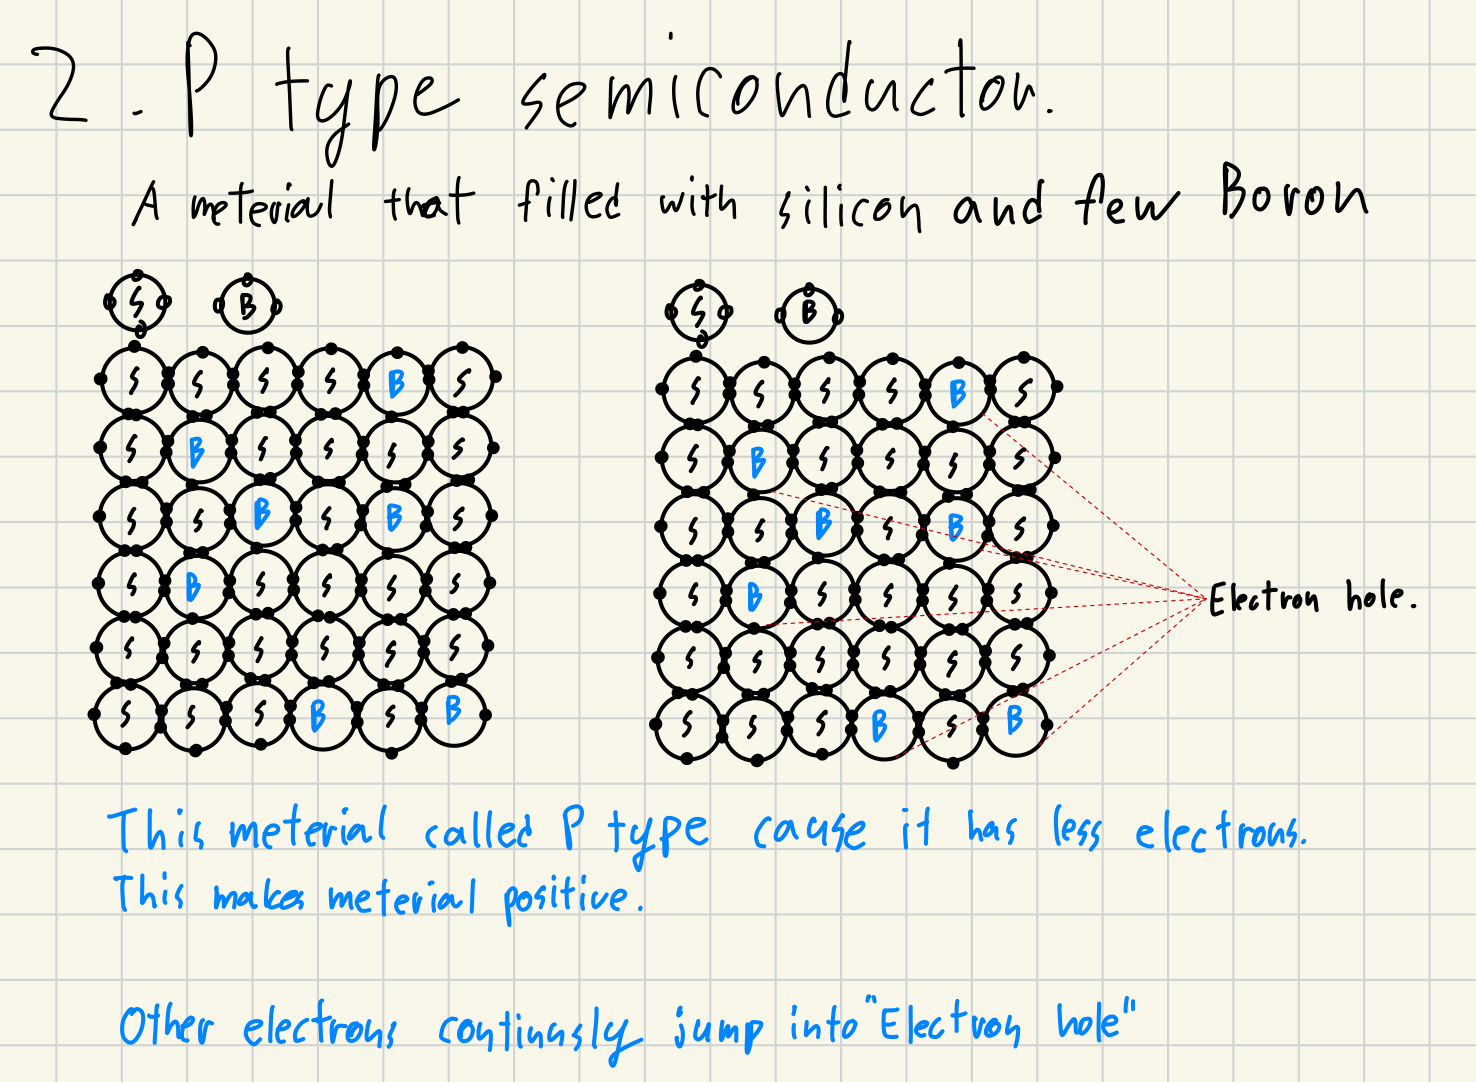 2. P type semiconductor.
A meterial that filled with silicon and few Boron
S B S B
S S S S B S S S S S B S
S B S S S S S B S S S S
S S B S B S S S B S B S
S B S S S S S B S S S S
S S S S S S S S S S S S
S S S B S B S S S B S B
Electron hole.
This meterial called P type cause it has less electrons.
This makes meterial positive.
Other electrons continusly jump into "Electron hole"